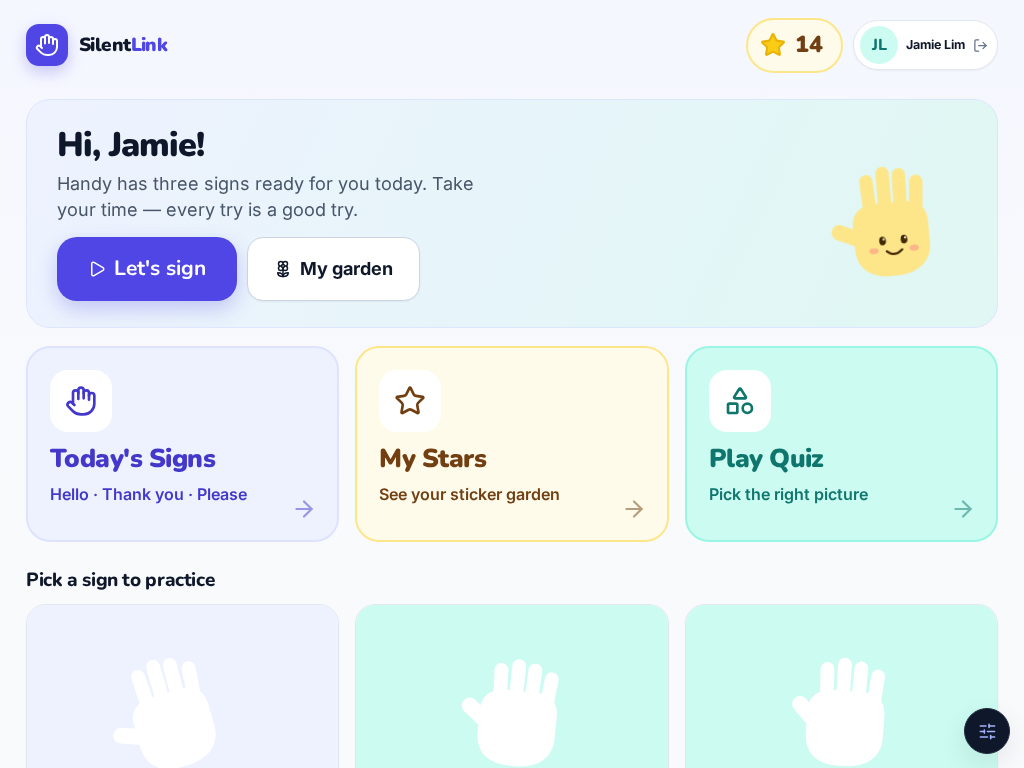 SilentLink
14
JL
Jamie Lim
Hi, Jamie!
Handy has three signs ready for you today. Take
your time — every try is a good try.
Let's sign
My garden
Today's Signs
Hello · Thank you · Please
My Stars
See your sticker garden
Play Quiz
Pick the right picture
Pick a sign to practice